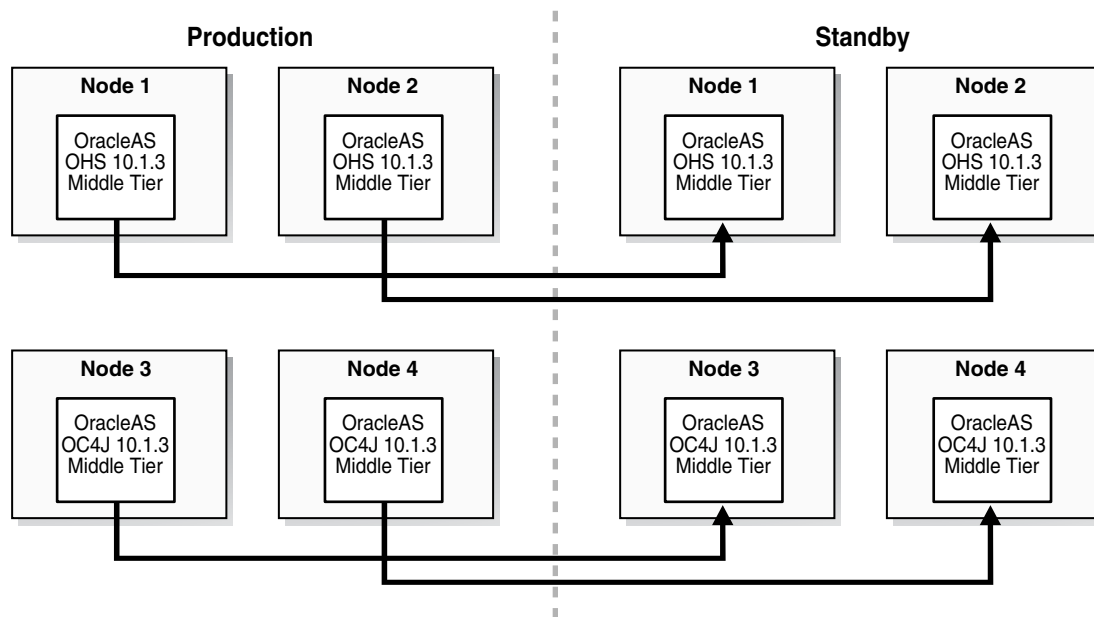 Production
Standby
Node 1
OracleAS
OHS 10.1.3
Middle Tier
Node 2
OracleAS
OHS 10.1.3
Middle Tier
Node 1
OracleAS
OHS 10.1.3
Middle Tier
Node 2
OracleAS
OHS 10.1.3
Middle Tier
Node 3
OracleAS
OC4J 10.1.3
Middle Tier
Node 4
OracleAS
OC4J 10.1.3
Middle Tier
Node 3
OracleAS
OC4J 10.1.3
Middle Tier
Node 4
OracleAS
OC4J 10.1.3
Middle Tier